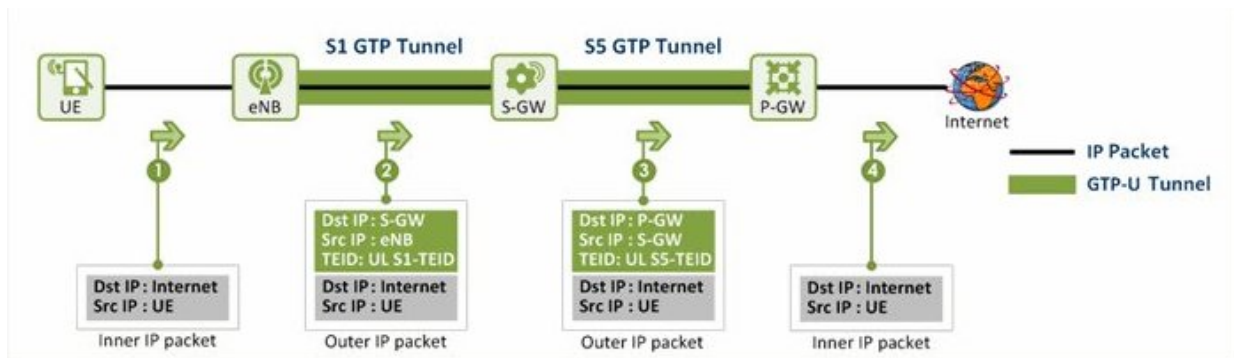 S1 GTP Tunnel
S5 GTP Tunnel
UE
eNB
S-GW
P-GW
Internet
IP Packet
GTP-U Tunnel
1
2
3
4
Dst IP : Internet
Src IP : UE
Inner IP packet
Dst IP : S-GW
Src IP : eNB
TEID: UL S1-TEID
Dst IP : Internet
Src IP : UE
Outer IP packet
Dst IP : P-GW
Src IP : S-GW
TEID: UL S5-TEID
Dst IP : Internet
Src IP : UE
Outer IP packet
Dst IP : Internet
Src IP : UE
Inner IP packet